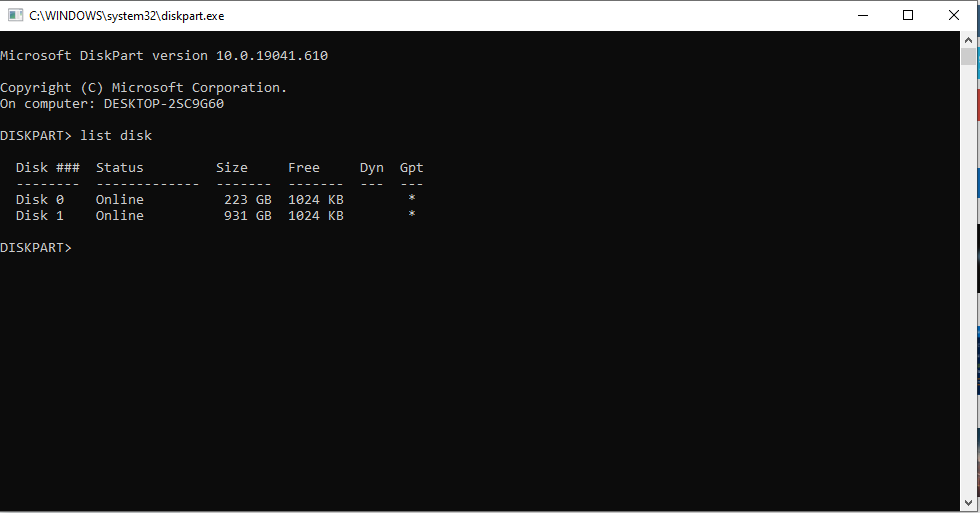 C:\WINDOWS\system32\diskpart.exe
Microsoft DiskPart version 10.0.19041.610
Copyright (C) Microsoft Corporation.
On computer: DESKTOP-2SC9G60
DISKPART> list disk
  Disk ###  Status         Size     Free     Dyn  Gpt
  --------  -------------  -------  -------  ---  ---
  Disk 0    Online          223 GB  1024 KB        *
  Disk 1    Online          931 GB  1024 KB        *
DISKPART>